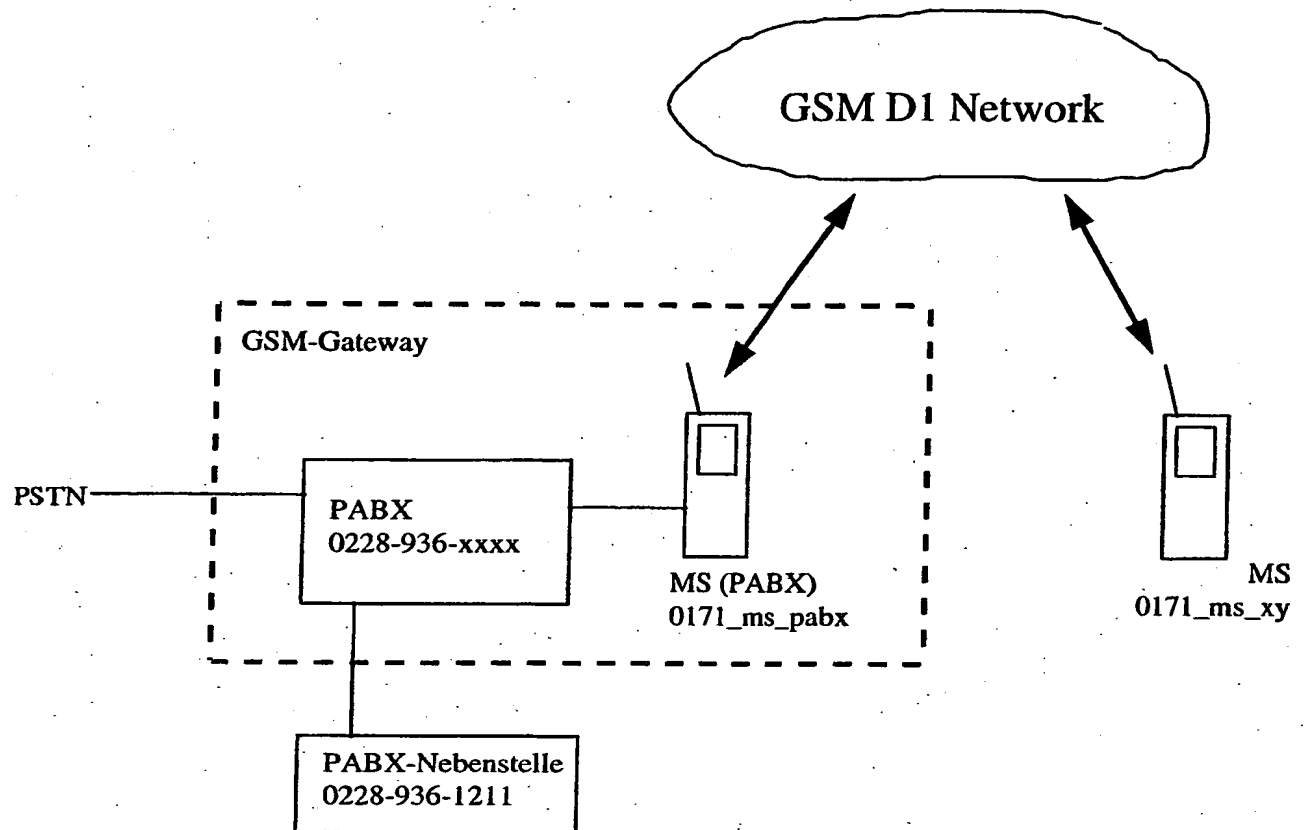 GSM D1 Network
GSM-Gateway
PSTN
PABX
0228-936-xxxx
MS (PABX)
0171_ms_pabx
MS
0171_ms_xy
PABX-Nebenstelle
0228-936-1211